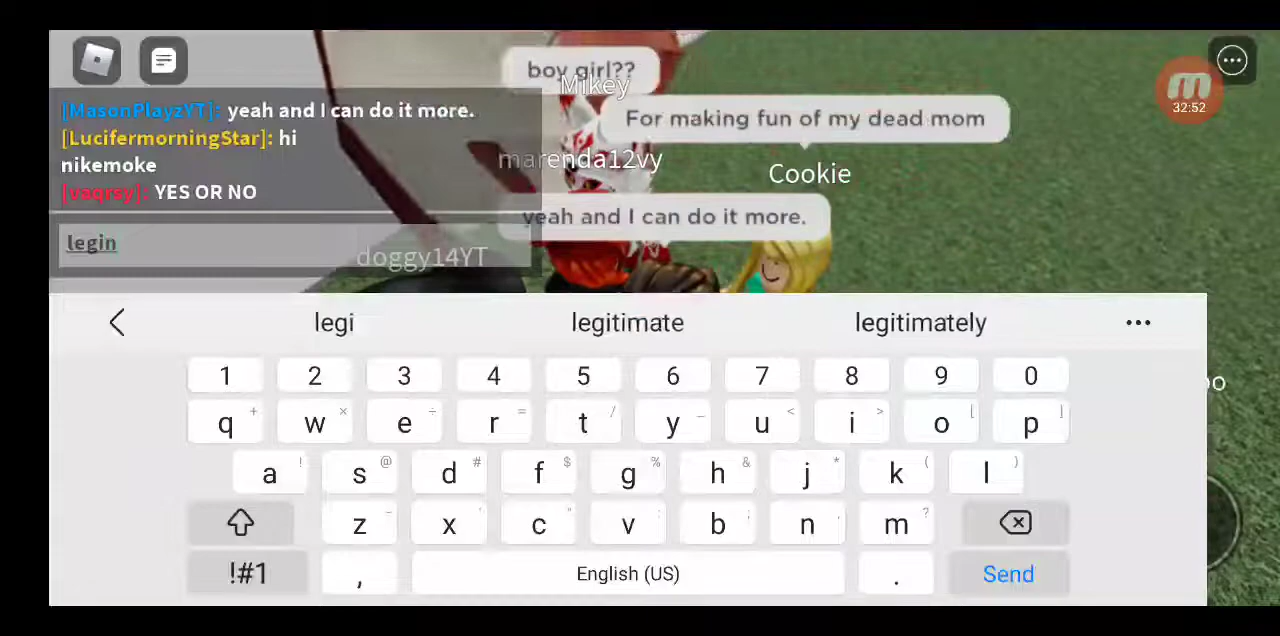 boy girl??
Mikey
32:52
[MasonPlayzYT]: yeah and I can do it more.
For making fun of my dead mom
[LucifermorningStar]: hi
nikemoke
marenda12vy
Cookie
YES OR NO
yeah and I can do it more.
legin
doggy14YT
legi legitimate legitimately
1 2 3 4 5 6 7 8 9 0
q + w × e ÷ r = t / y _ u < i > o [ p ]
a ! s @ d # f $ g % h & j * k ( l )
z x c v b n m ?
!#1 , English (US) . Send